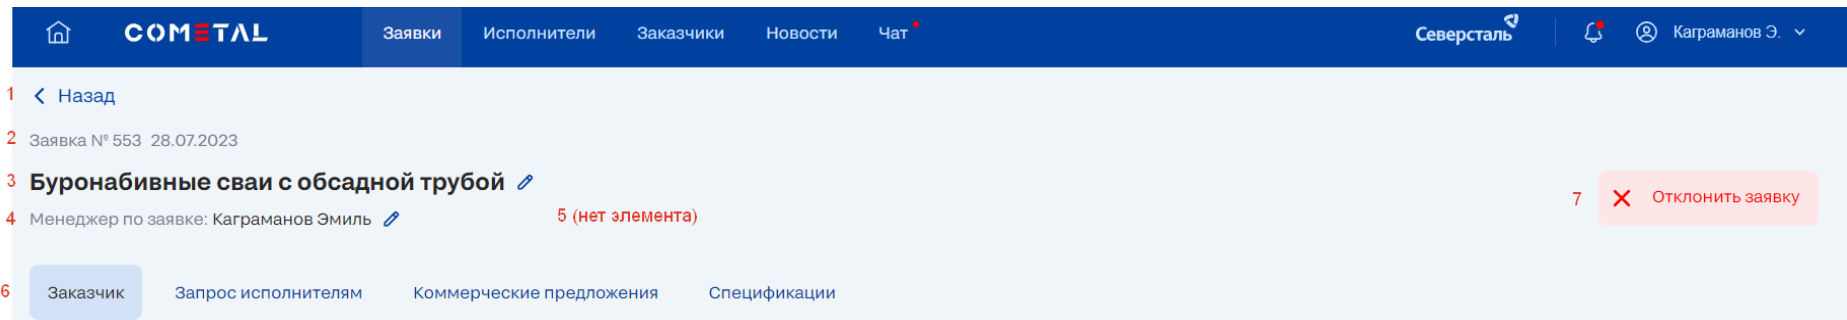 COMETAL Заявки Исполнители Заказчики Новости Чат Северсталь Каграманов Э.
1 Назад
2 Заявка № 553 28.07.2023
3 Буронабивные сваи с обсадной трубой
7 Отклонить заявку
4 Менеджер по заявке: Каграманов Эмиль 5 (нет элемента)
6 Заказчик Запрос исполнителям Коммерческие предложения Спецификации